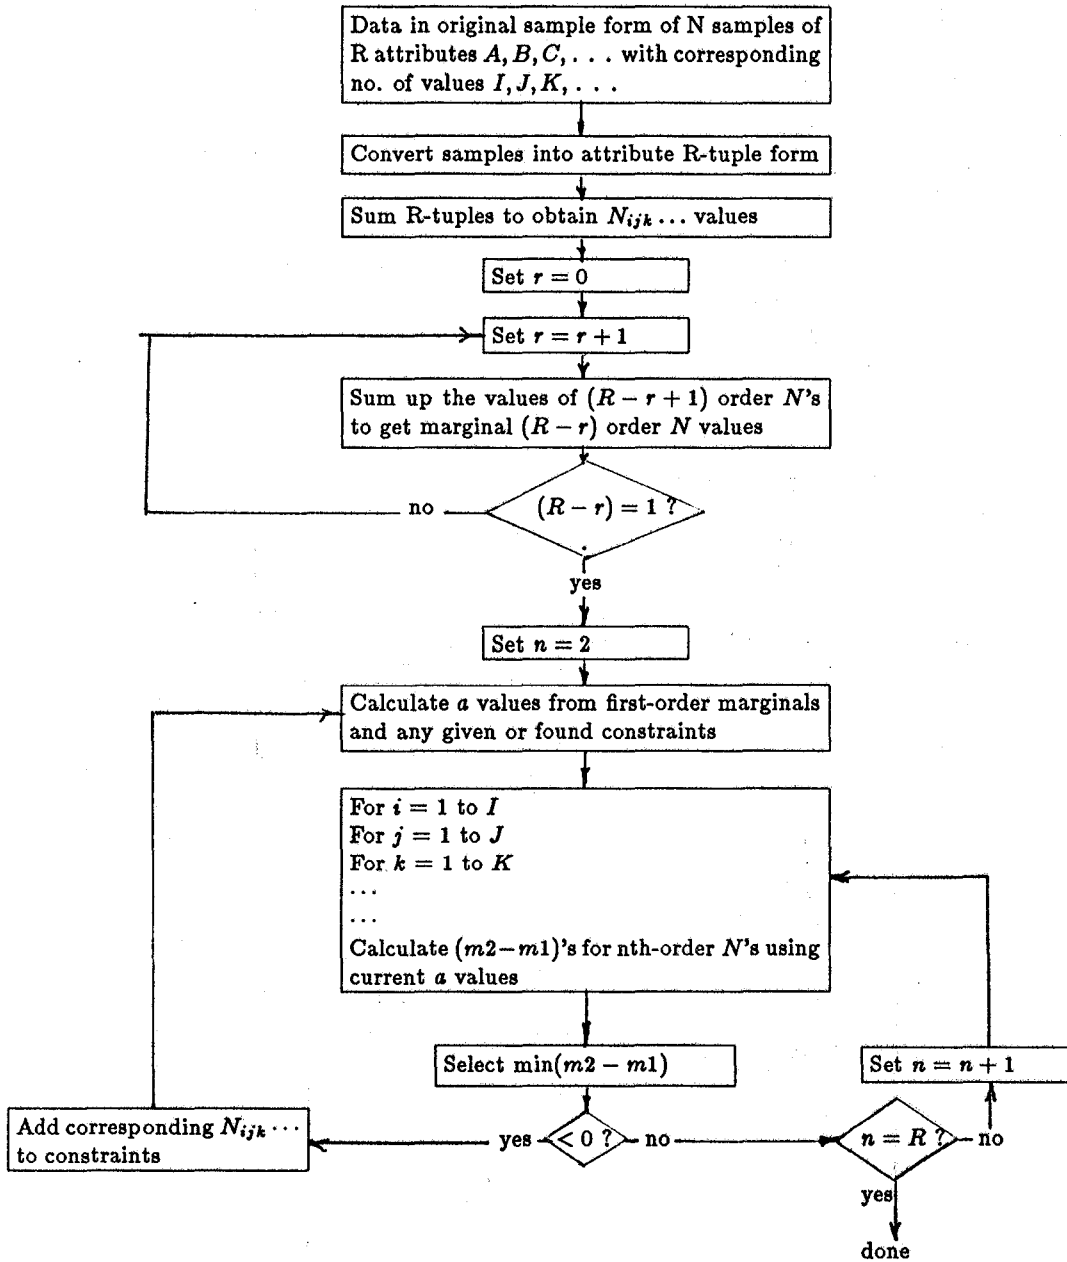 Data in original sample form of N samples of
R attributes A, B, C, . . . with corresponding
no. of values I, J, K, . . .
Convert samples into attribute R-tuple form
Sum R-tuples to obtain N_{ijk} ... values
Set r = 0
Set r = r + 1
Sum up the values of (R − r + 1) order N's
to get marginal (R − r) order N values
no
(R − r) = 1 ?
yes
Set n = 2
Calculate a values from first-order marginals
and any given or found constraints
For i = 1 to I
For j = 1 to J
For k = 1 to K
...
...
Calculate (m2−m1)'s for nth-order N's using
current a values
Select min(m2 − m1)
Set n = n + 1
Add corresponding N_{ijk} ...
to constraints
yes
< 0 ?
no
n = R ?
no
yes
done